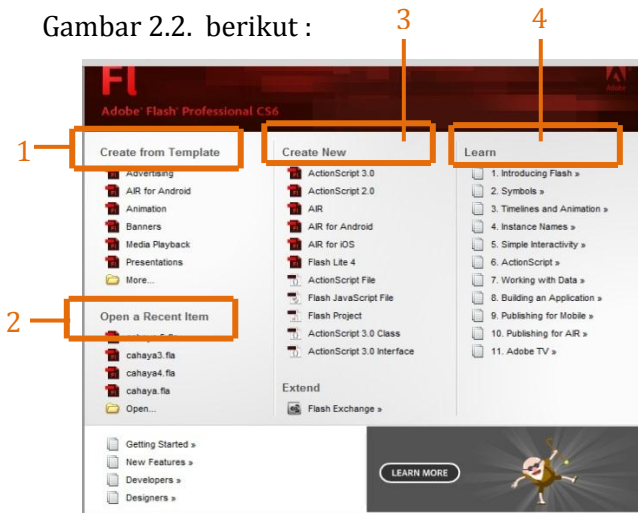 Gambar 2.2. berikut :
3
4
Fl
Adobe
Adobe® Flash® Professional CS6
1
Create from Template
Advertising
AIR for Android
Animation
Banners
Media Playback
Presentations
More...
2
Open a Recent Item
cahaya3.fla
cahaya4.fla
cahaya.fla
Open...
Create New
ActionScript 3.0
ActionScript 2.0
AIR
AIR for Android
AIR for iOS
Flash Lite 4
ActionScript File
Flash JavaScript File
Flash Project
ActionScript 3.0 Class
ActionScript 3.0 Interface
Extend
Flash Exchange »
Learn
1. Introducing Flash »
2. Symbols »
3. Timelines and Animation »
4. Instance Names »
5. Simple Interactivity »
6. ActionScript »
7. Working with Data »
8. Building an Application »
9. Publishing for Mobile »
10. Publishing for AIR »
11. Adobe TV »
Getting Started »
New Features »
Developers »
Designers »
LEARN MORE